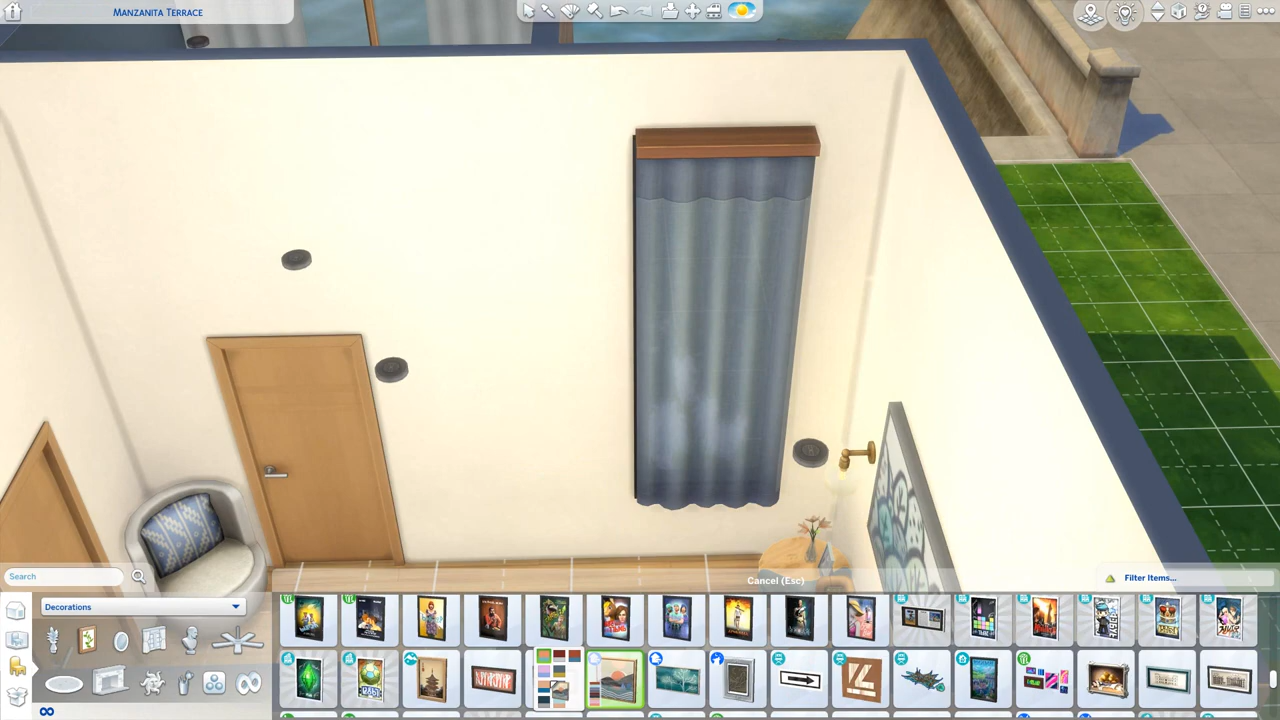 MANZANITA TERRACE
Cancel (Esc)
Search
Filter Items...
Decorations